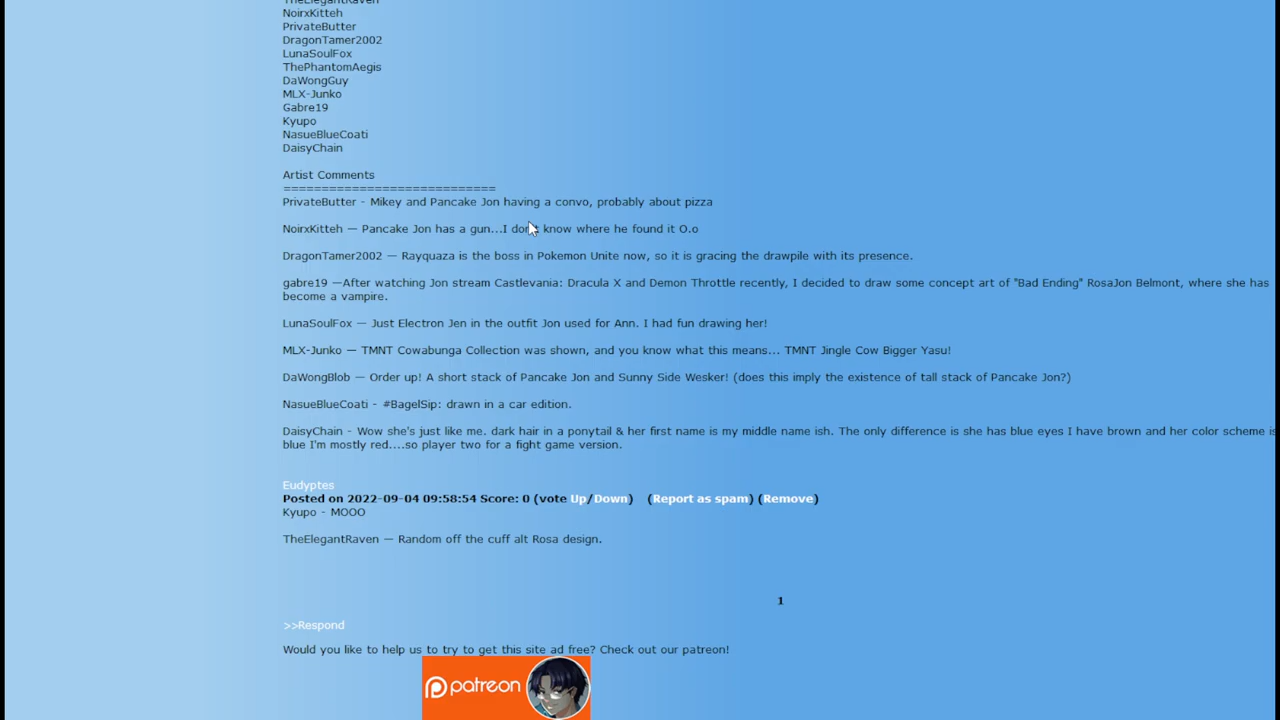 TheElegantRaven
NoirxKitteh
PrivateButter
DragonTamer2002
LunaSoulFox
ThePhantomAegis
DaWongGuy
MLX-Junko
Gabre19
Kyupo
NasueBlueCoati
DaisyChain
Artist Comments
============================
PrivateButter - Mikey and Pancake Jon having a convo, probably about pizza
NoirxKitteh — Pancake Jon has a gun...I don't know where he found it O.o
DragonTamer2002 — Rayquaza is the boss in Pokemon Unite now, so it is gracing the drawpile with its presence.
gabre19 —After watching Jon stream Castlevania: Dracula X and Demon Throttle recently, I decided to draw some concept art of "Bad Ending" RosaJon Belmont, where she has
become a vampire.
LunaSoulFox — Just Electron Jen in the outfit Jon used for Ann. I had fun drawing her!
MLX-Junko — TMNT Cowabunga Collection was shown, and you know what this means... TMNT Jingle Cow Bigger Yasu!
DaWongBlob — Order up! A short stack of Pancake Jon and Sunny Side Wesker! (does this imply the existence of tall stack of Pancake Jon?)
NasueBlueCoati - #BagelSip: drawn in a car edition.
DaisyChain - Wow she's just like me. dark hair in a ponytail & her first name is my middle name ish. The only difference is she has blue eyes I have brown and her color scheme is
blue I'm mostly red....so player two for a fight game version.
Eudyptes
Posted on 2022-09-04 09:58:54 Score: 0 (vote Up/Down) (Report as spam) (Remove)
Kyupo - MOOO
TheElegantRaven — Random off the cuff alt Rosa design.
1
>>Respond
Would you like to help us to try to get this site ad free? Check out our patreon!
patreon